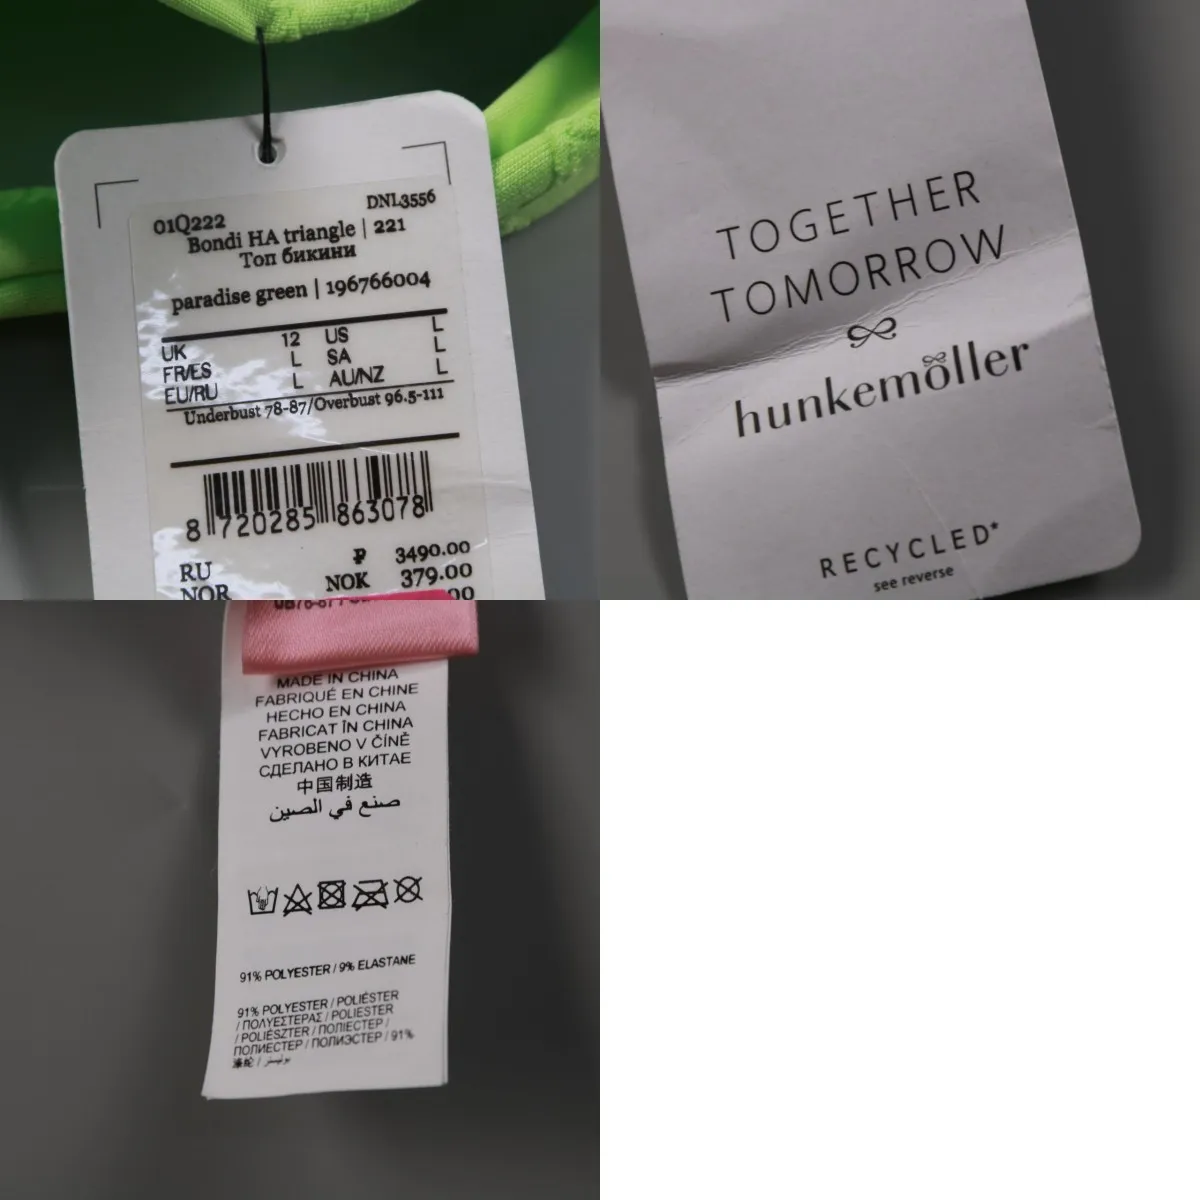 DNL3556
01Q222
Bondi HA triangle | 221
Топ бикини
paradise green | 196766004
UK 12 US L
FR/ES L SA L
EU/RU L AU/NZ L
Underbust 78-87/Overbust 96.5-111
8 720285 863078
RU ₽ 3490.00
NOR NOK 379.00
.00
TOGETHER
TOMORROW
hunkemöller
RECYCLED*
see reverse
MADE IN CHINA
FABRIQUÉ EN CHINE
HECHO EN CHINA
FABRICAT ÎN CHINA
VYROBENO V ČÍNĚ
СДЕЛАНО В КИТАЕ
中国制造
صنع في الصين
91% POLYESTER / 9% ELASTANE
91% POLYESTER / POLIÉSTER
/ ΠΟΛΥΕΣΤΕΡΑΣ / POLIESTER
/ POLIÉSZTER / ПОЛІЕСТЕР /
ПОЛИЕСТЕР / ПОЛИЭСТЕР / 91%